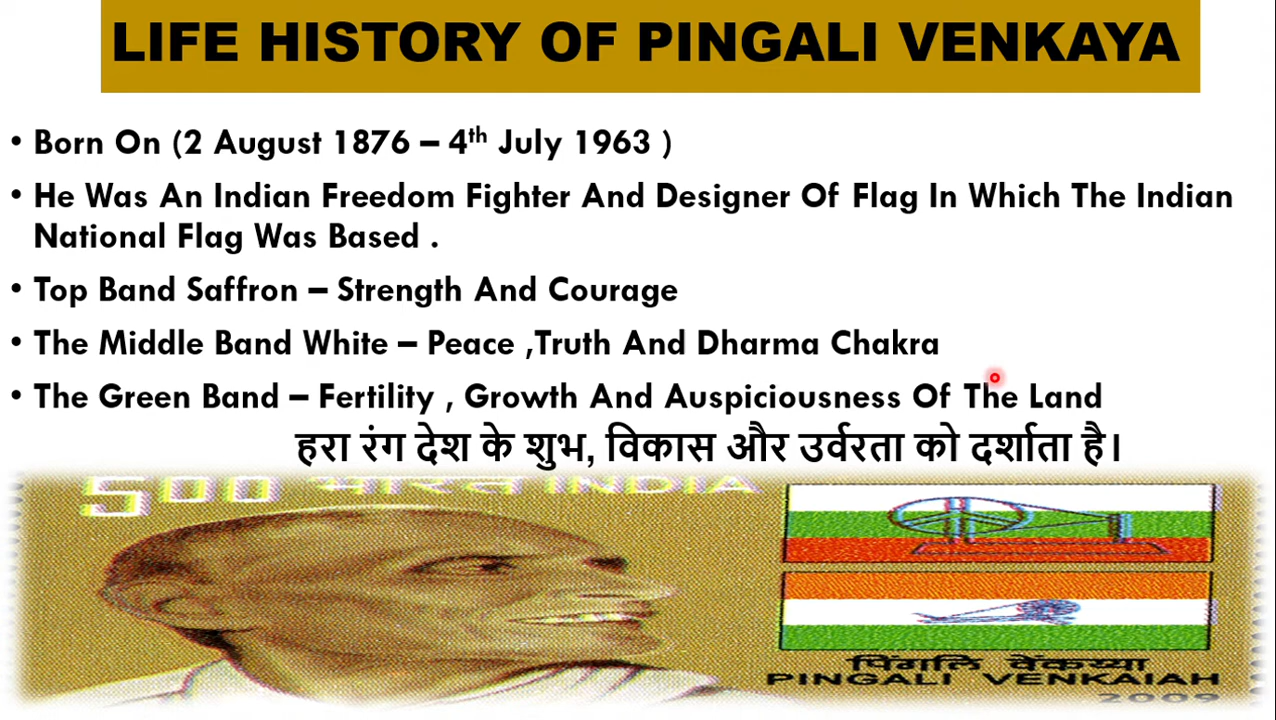 LIFE HISTORY OF PINGALI VENKAYA
• Born On (2 August 1876 – 4th July 1963 )
• He Was An Indian Freedom Fighter And Designer Of Flag In Which The Indian
National Flag Was Based .
• Top Band Saffron – Strength And Courage
• The Middle Band White – Peace ,Truth And Dharma Chakra
• The Green Band – Fertility , Growth And Auspiciousness Of The Land
हरा रंग देश के शुभ, विकास और उर्वरता को दर्शाता है।
500 भारत INDIA
पिंगलि वेंकय्या
PINGALI VENKAIAH
2009